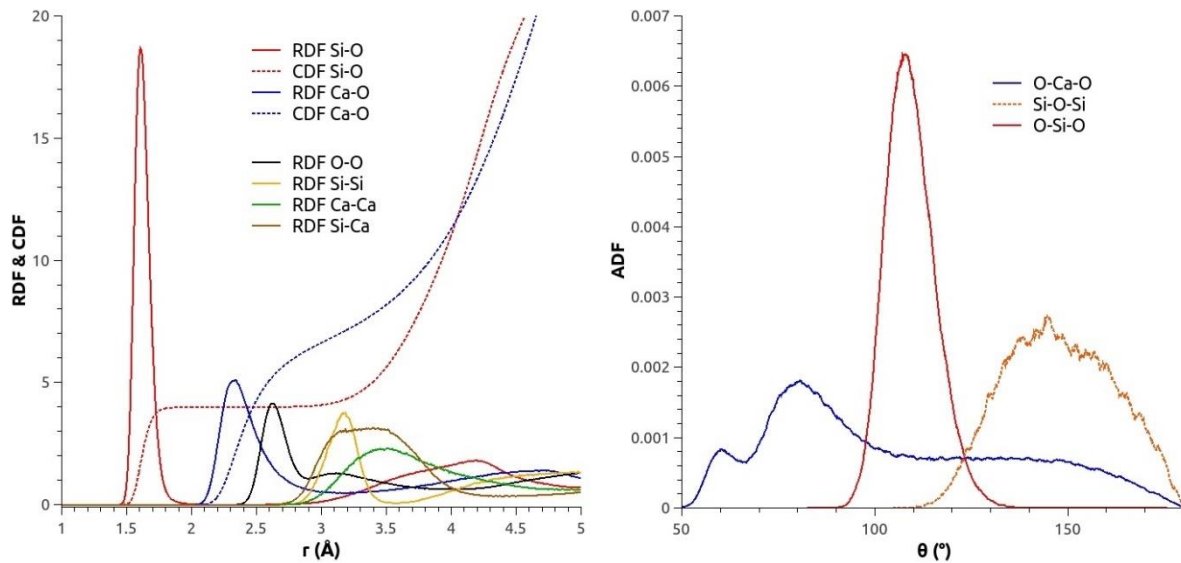 RDF & CDF
20
15
10
5
0
1
1.5
2
2.5
3
3.5
4
4.5
5
r (Å)
RDF Si-O
CDF Si-O
RDF Ca-O
CDF Ca-O
RDF O-O
RDF Si-Si
RDF Ca-Ca
RDF Si-Ca
ADF
0.007
0.006
0.005
0.004
0.003
0.002
0.001
0
50
100
150
θ (°)
O-Ca-O
Si-O-Si
O-Si-O